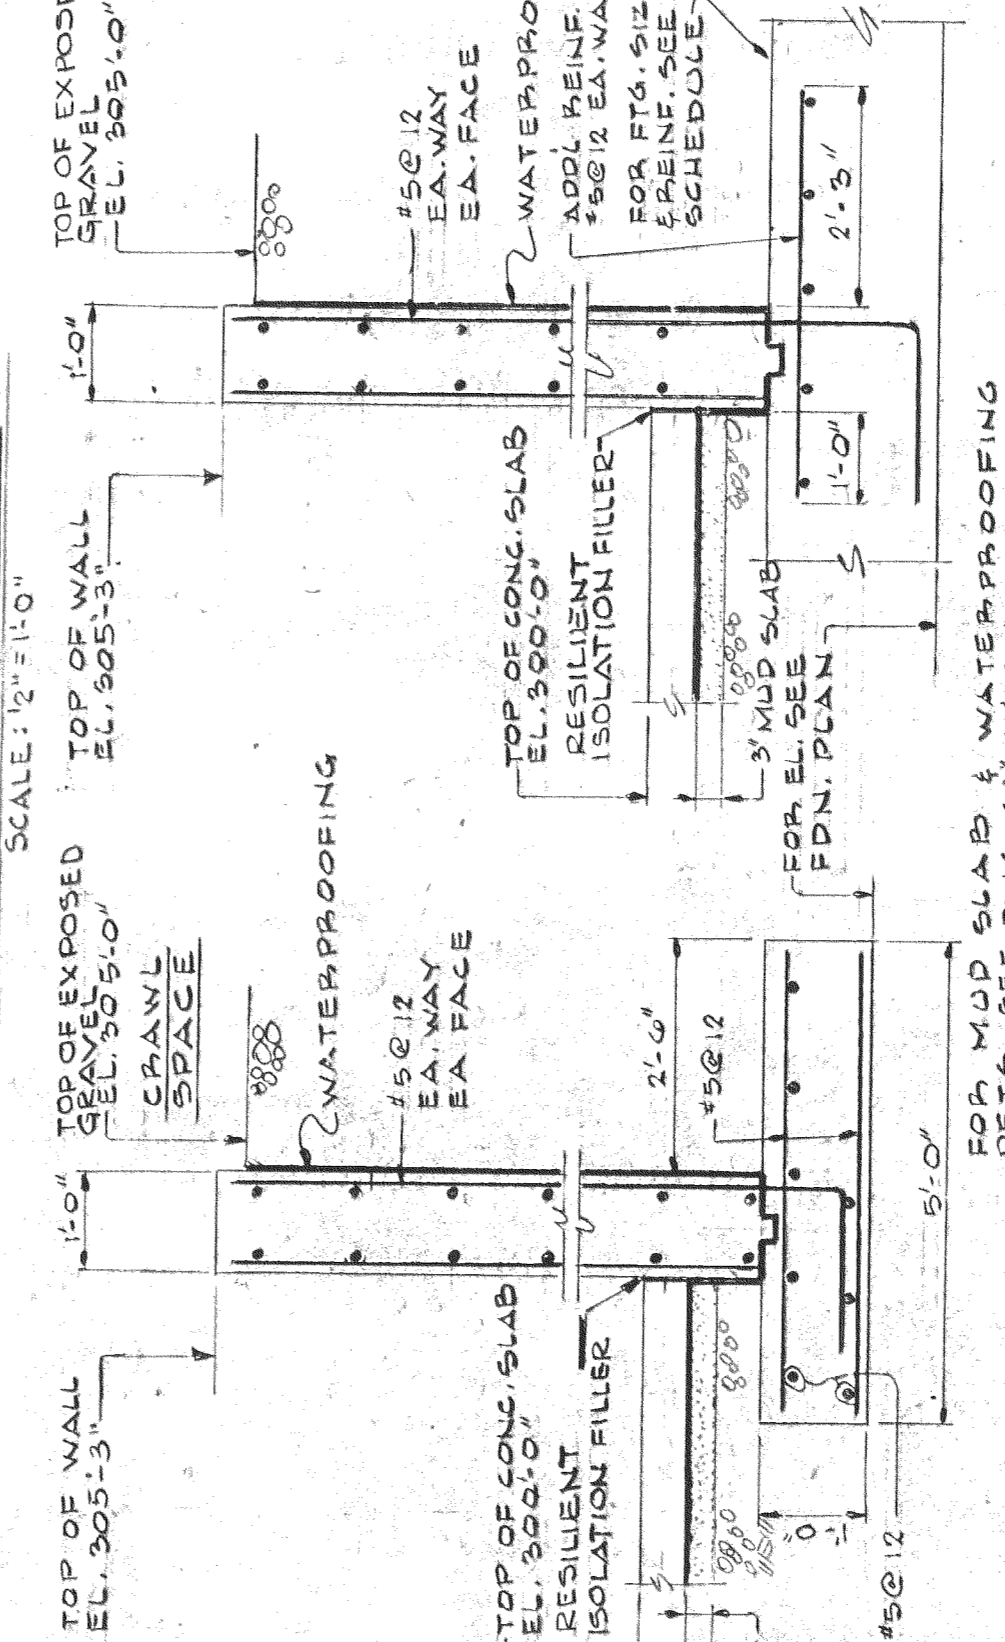 SCALE: 1/2" = 1'-0"
TOP OF WALL
EL. 305'-3"
1'-0"
TOP OF EXPOSED
GRAVEL
EL. 305'-0"
CRAWL
SPACE
WATERPROOFING
#5@12
EA. WAY
EA FACE
TOP OF CONC. SLAB
EL. 300'-0"
RESILIENT
ISOLATION FILLER
2'-6"
#5@12
1'-0"
5'-0"
#5@12
TOP OF WALL
EL. 305'-3"
1'-0"
TOP OF EXPOSED
GRAVEL
EL. 305'-0"
#5@12
EA. WAY
EA. FACE
ADDL REINF.
#5@12 EA.
FOR FTG.
& REINF. SEE
SCHEDULE
TOP OF CONC. SLAB
EL. 300'-0"
RESILIENT
ISOLATION FILLER
3" MUD SLAB
FOR EL. SEE
FDN. PLAN
1'-0"
2'-3"
FOR MUD SLAB & WATERPROOFING